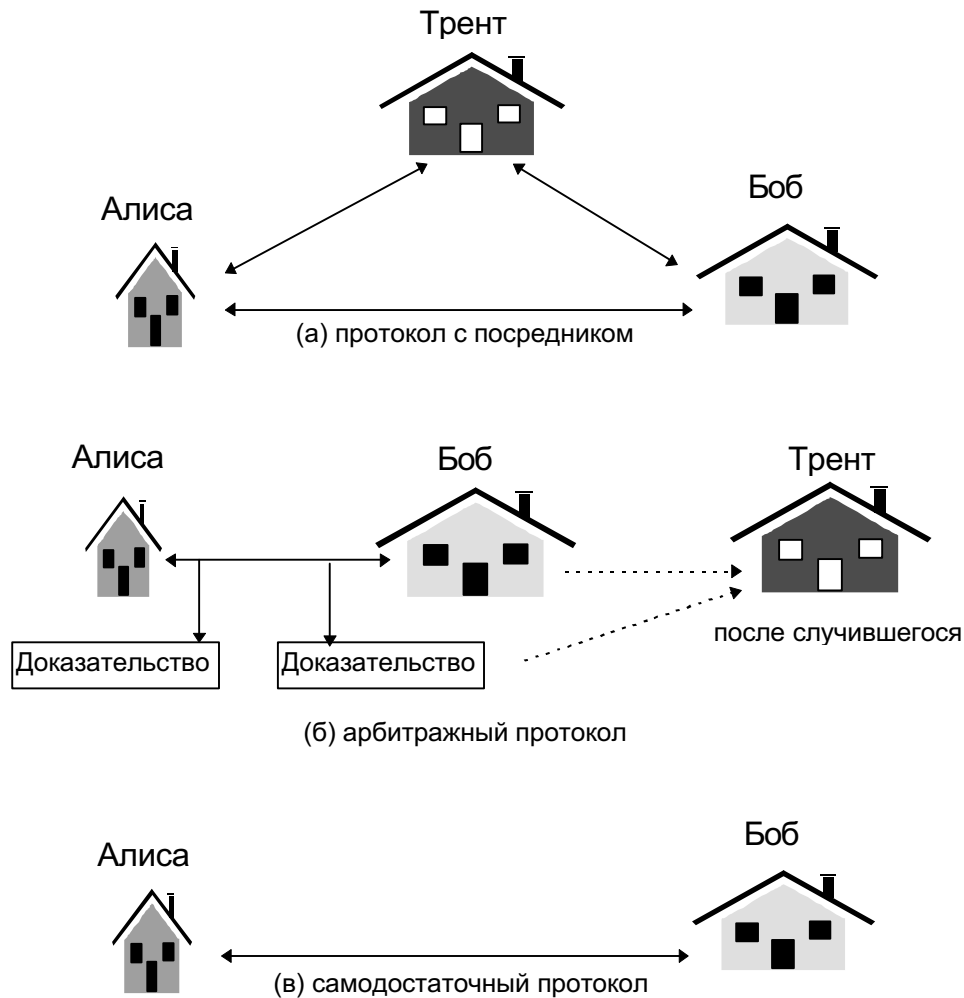 Трент
Алиса
Боб
(а) протокол с посредником
Алиса
Боб
Трент
после случившегося
Доказательство
Доказательство
(б) арбитражный протокол
Алиса
Боб
(в) самодостаточный протокол